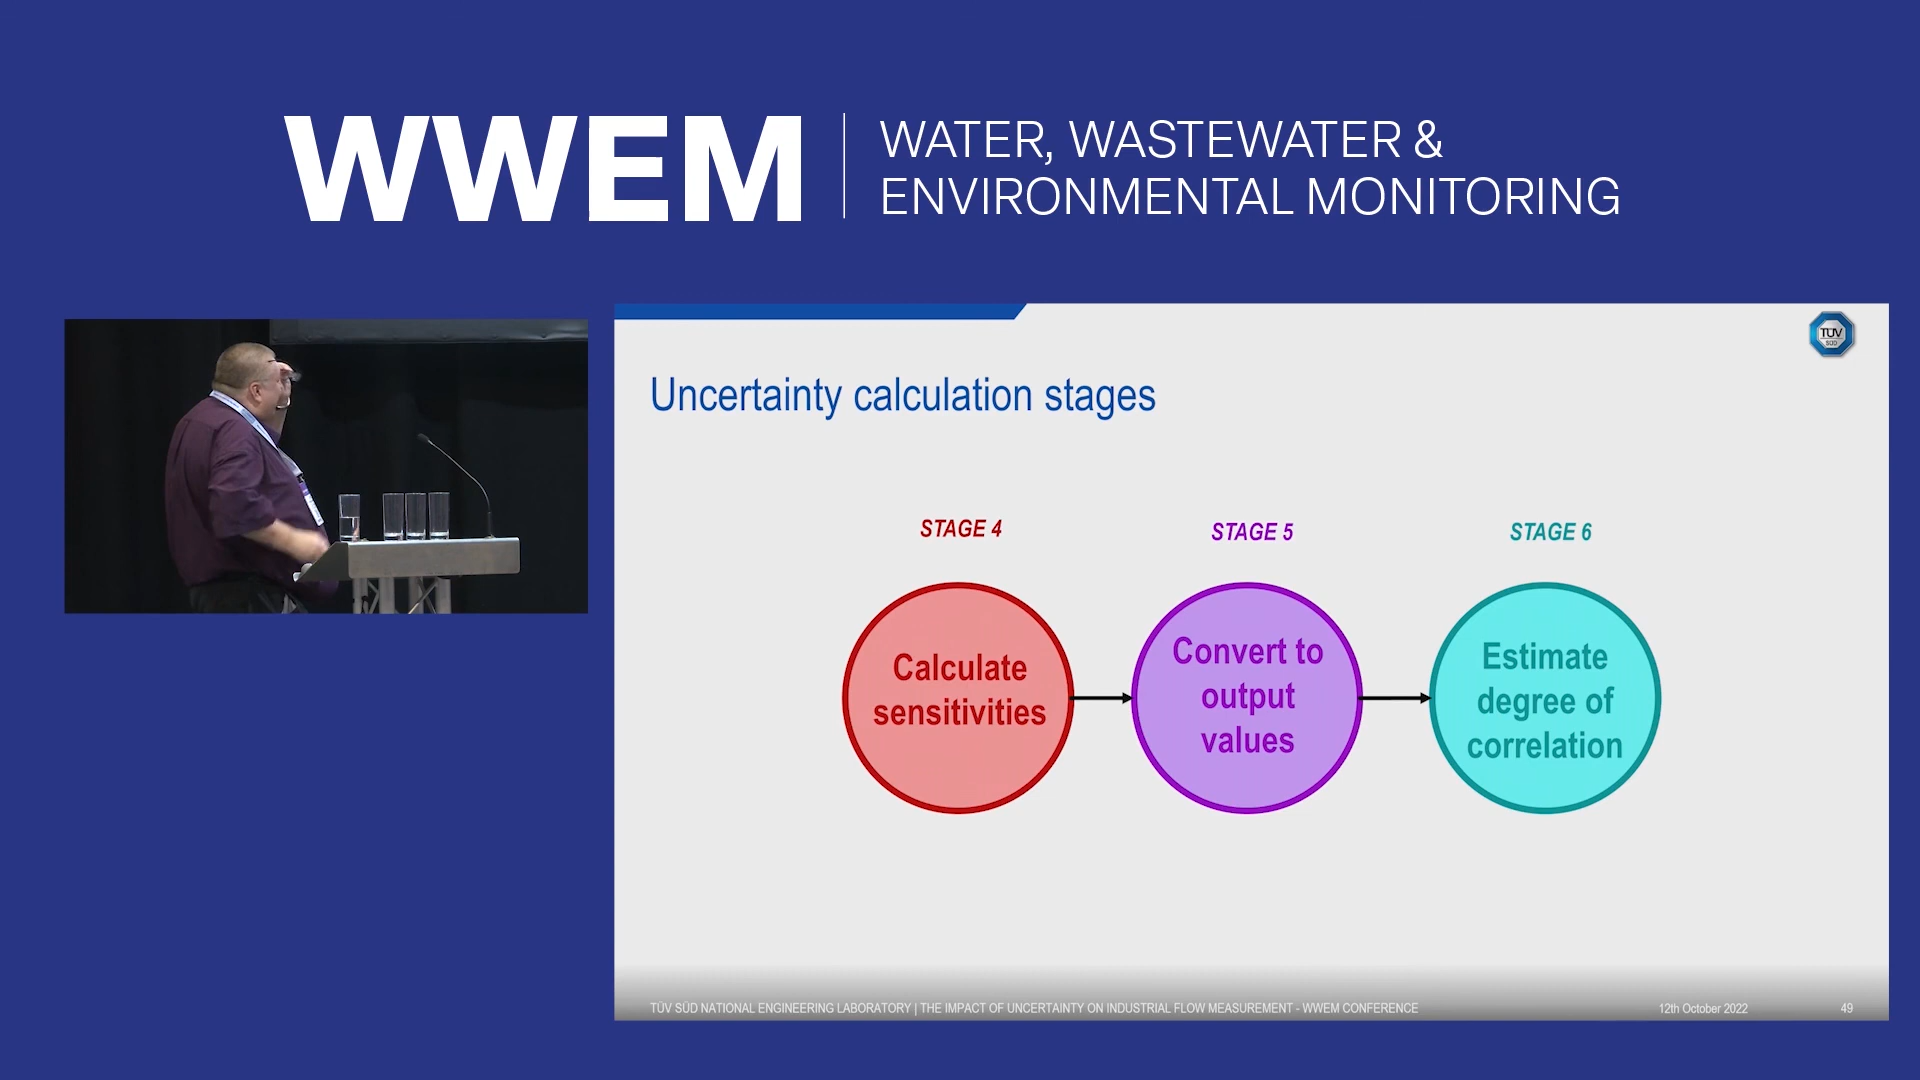 WWEM
WATER, WASTEWATER &
ENVIRONMENTAL MONITORING
TÜV
SÜD
Uncertainty calculation stages
STAGE 4
STAGE 5
STAGE 6
Calculate
sensitivities
Convert to
output
values
Estimate
degree of
correlation
TÜV SÜD NATIONAL ENGINEERING LABORATORY | THE IMPACT OF UNCERTAINTY ON INDUSTRIAL FLOW MEASUREMENT - WWEM CONFERENCE
12th October 2022
49